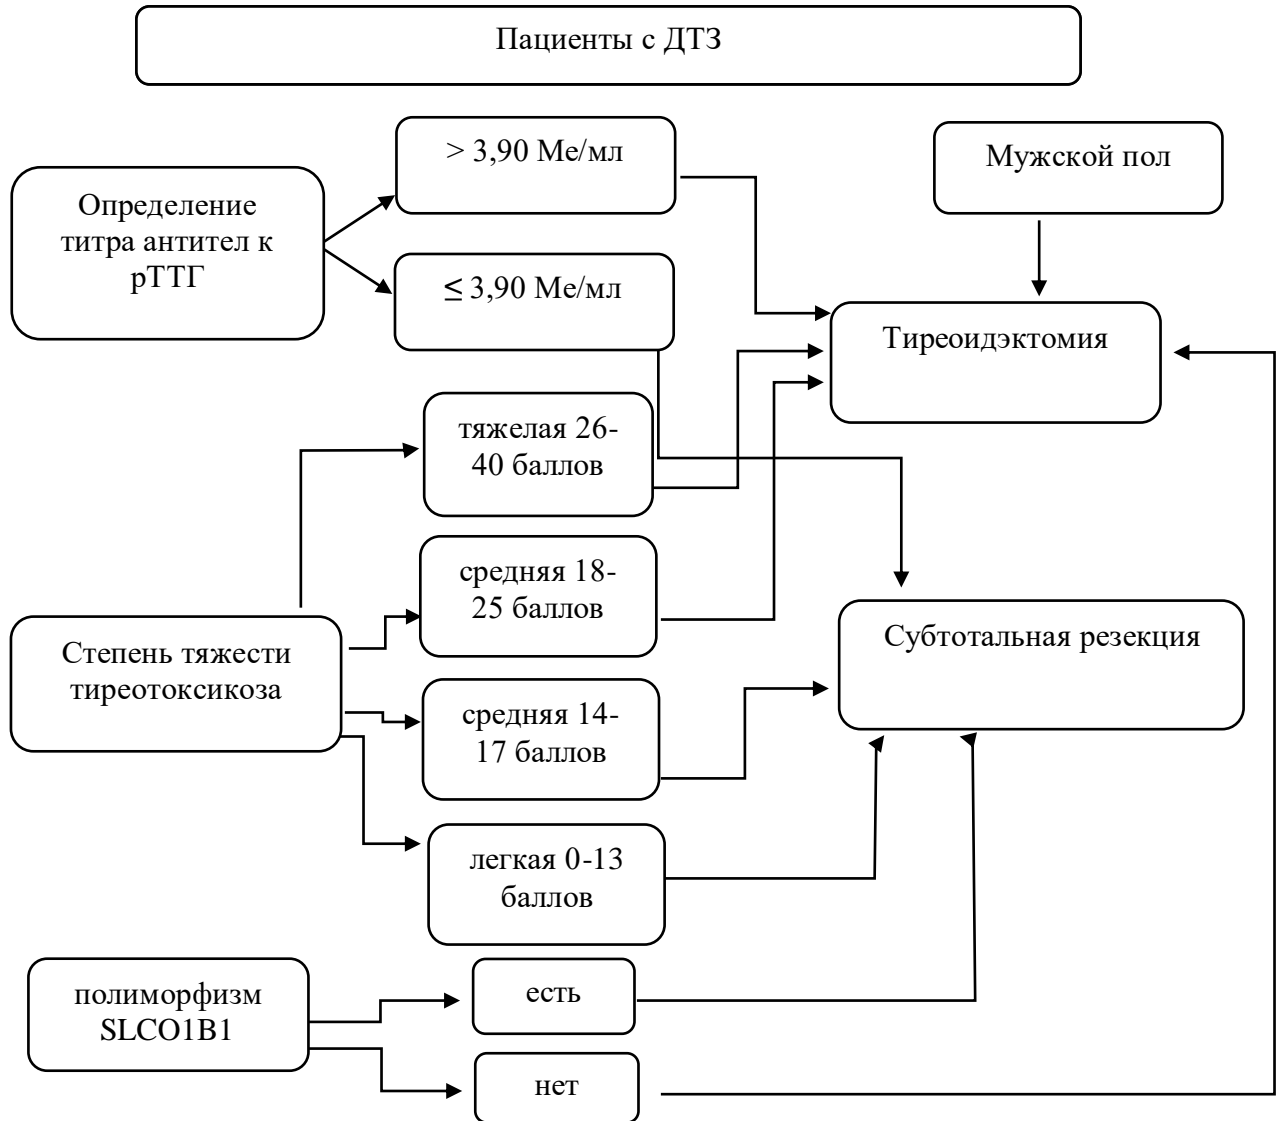 Пациенты с ДТЗ
> 3,90 Ме/мл
Мужской пол
Определение
титра антител к
рТТГ
≤ 3,90 Ме/мл
Тиреоидэктомия
тяжелая 26-
40 баллов
средняя 18-
25 баллов
Степень тяжести
тиреотоксикоза
Субтотальная резекция
средняя 14-
17 баллов
легкая 0-13
баллов
полиморфизм
SLCO1B1
есть
нет